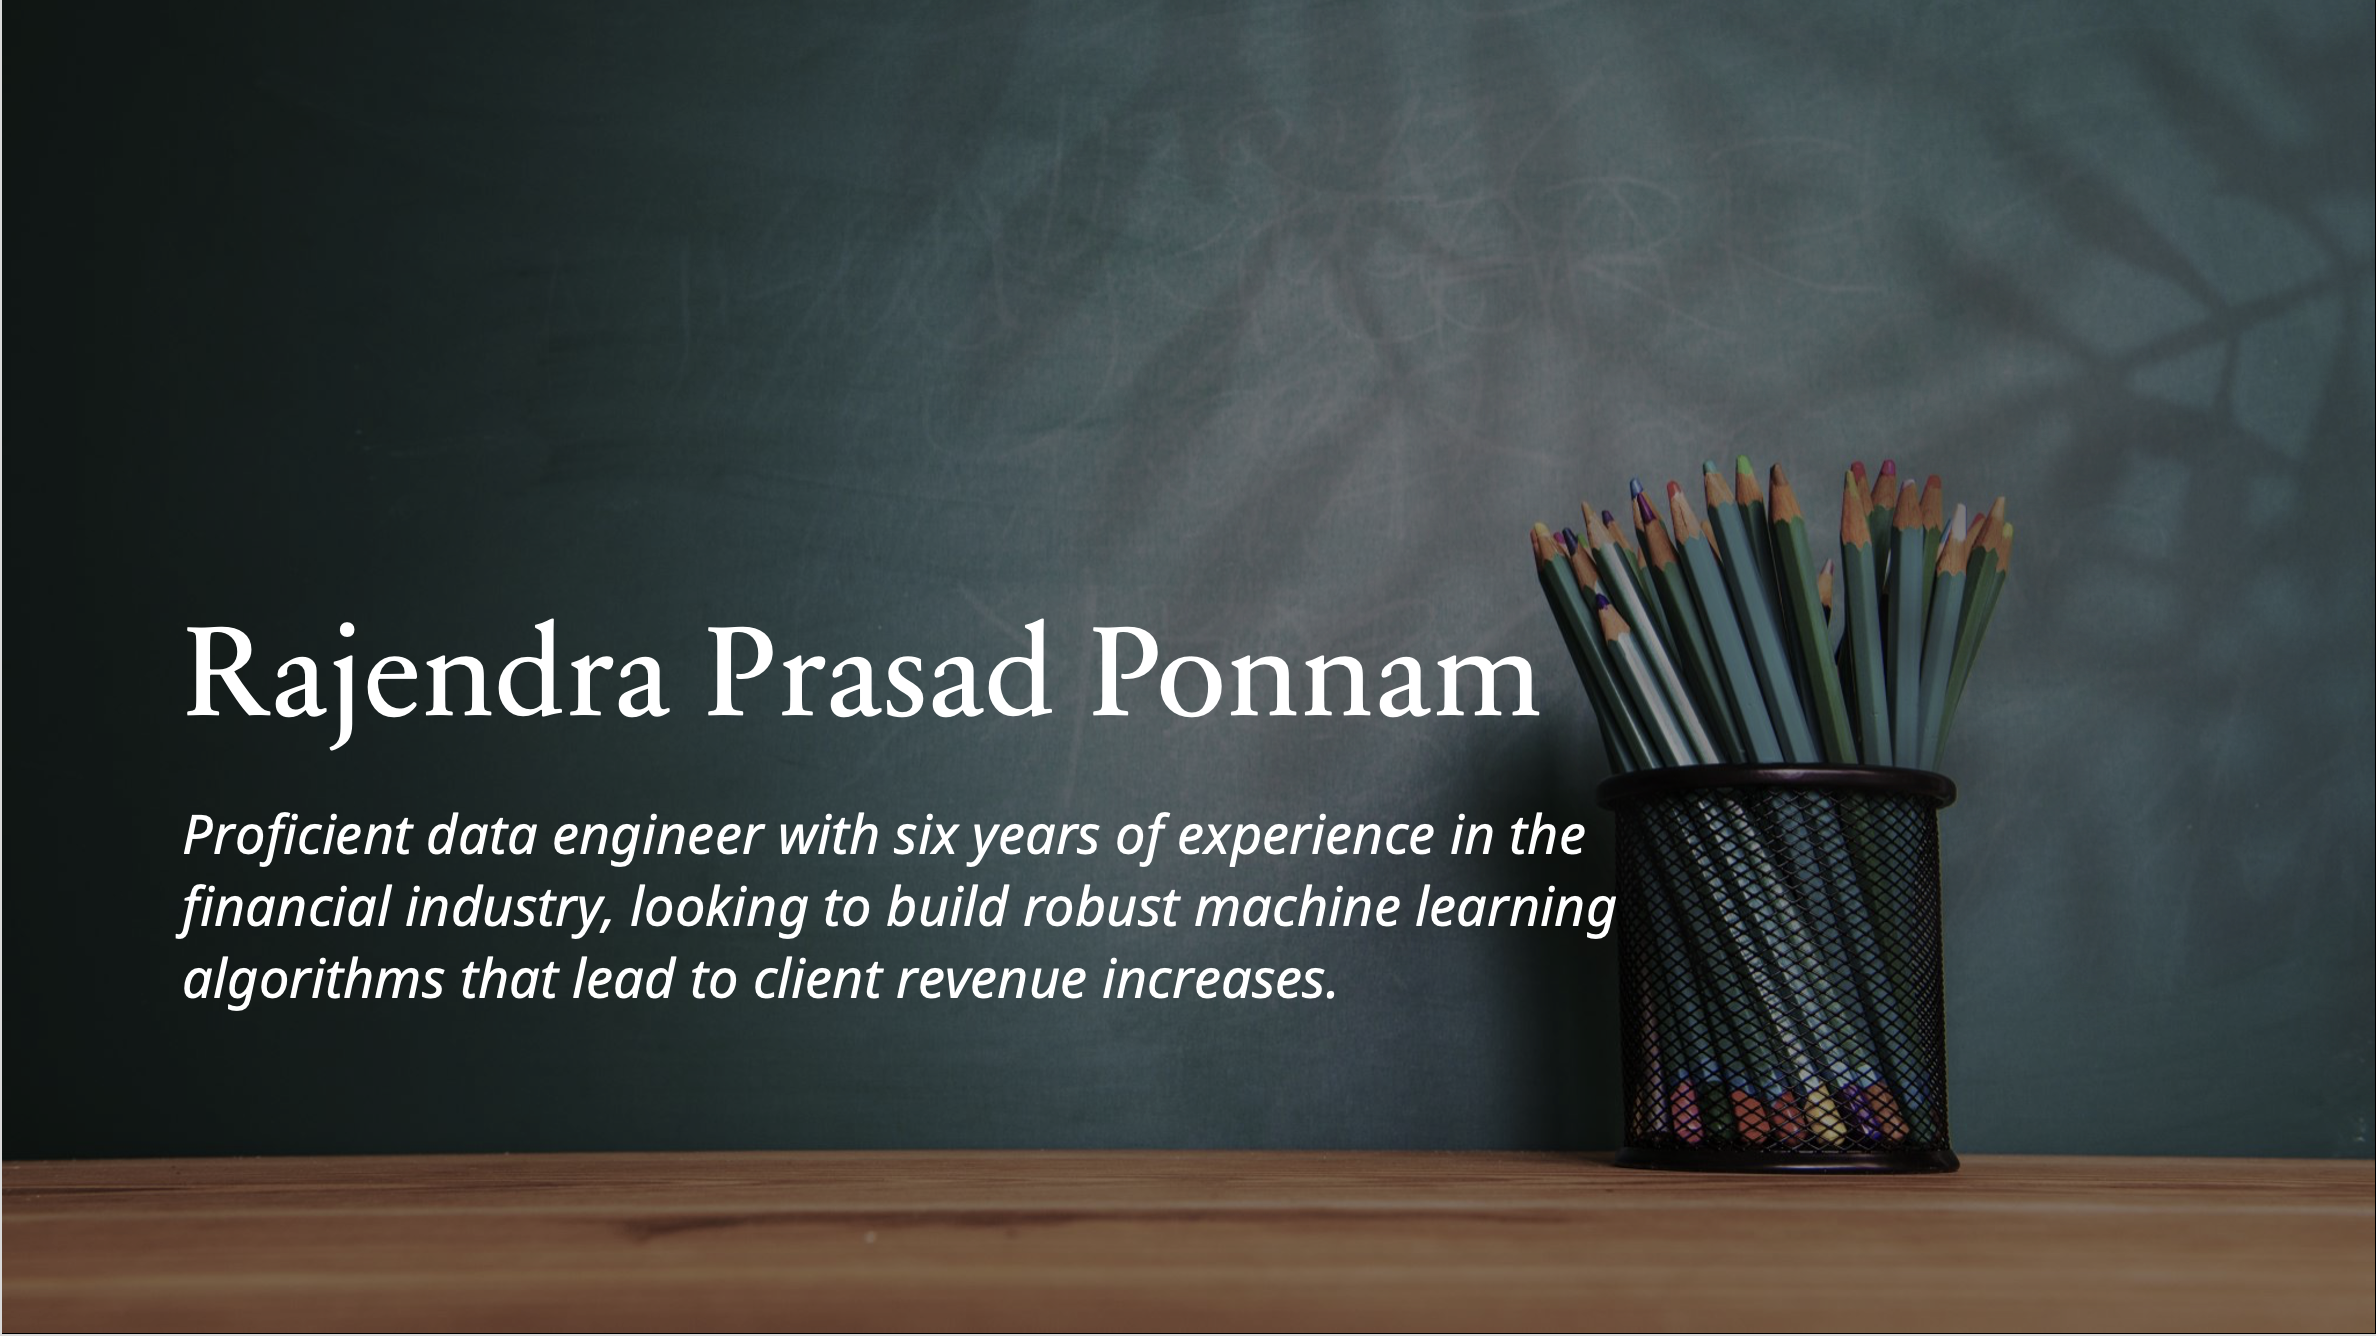 Rajendra Prasad Ponnam
Proficient data engineer with six years of experience in the
financial industry, looking to build robust machine learning
algorithms that lead to client revenue increases.